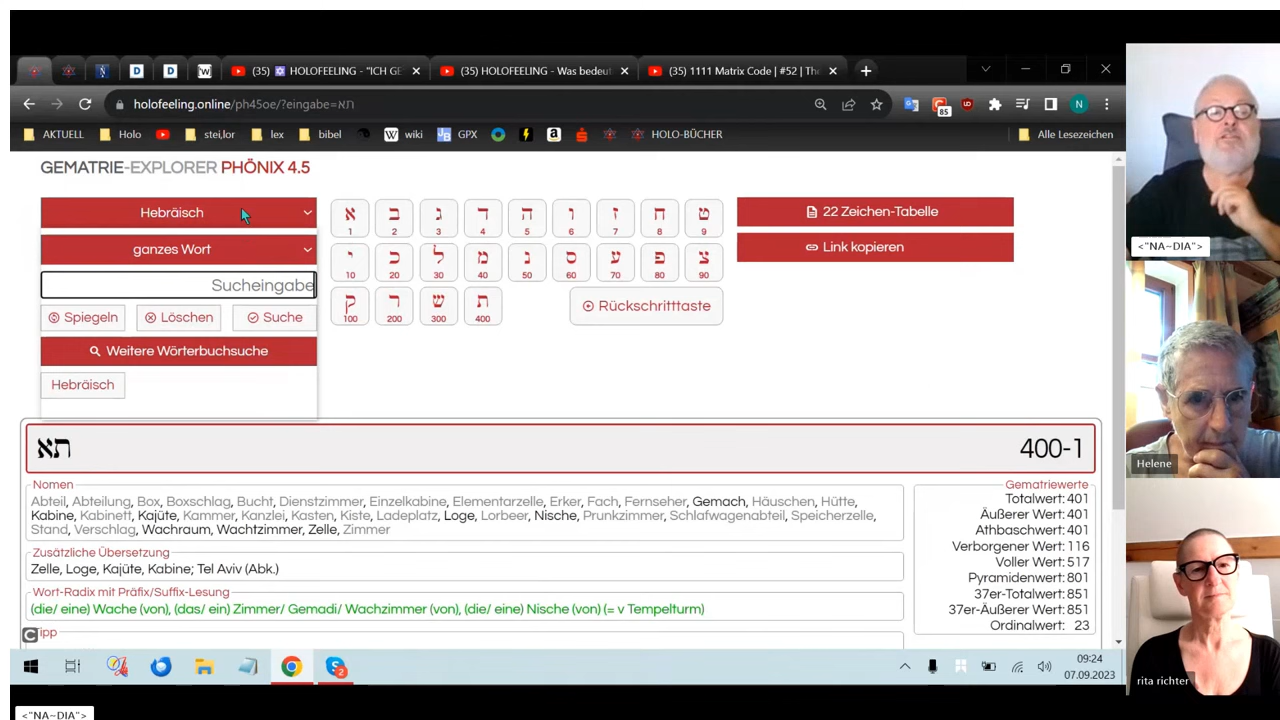 (35) HOLOFEELING - "ICH GE
(35) HOLOFEELING - Was bedeut
(35) 1111 Matrix Code | #52 | The
holofeeling.online/ph45oe/?eingabe=תא
85
N
AKTUELL
Holo
stei,lor
lex
bibel
wiki
GPX
HOLO-BÜCHER
Alle Lesezeichen
GEMATRIE-EXPLORER PHÖNIX 4.5
Hebräisch
ganzes Wort
Sucheingabe
Spiegeln
Löschen
Suche
Weitere Wörterbuchsuche
Hebräisch
א ב ג ד ה ו ז ח ט
1 2 3 4 5 6 7 8 9
י כ ל מ נ ס ע פ צ
10 20 30 40 50 60 70 80 90
ק ר ש ת
100 200 300 400
Rückschritttaste
22 Zeichen-Tabelle
Link kopieren
תא
400-1
Nomen
Abteil, Abteilung, Box, Boxschlag, Bucht, Dienstzimmer, Einzelkabine, Elementarzelle, Erker, Fach, Fernseher, Gemach, Häuschen, Hütte,
Kabine, Kabinett, Kajüte, Kammer, Kanzlei, Kasten, Kiste, Ladeplatz, Loge, Lorbeer, Nische, Prunkzimmer, Schlafwagenabteil, Speicherzelle,
Stand, Verschlag, Wachraum, Wachtzimmer, Zelle, Zimmer
Zusätzliche Übersetzung
Zelle, Loge, Kajüte, Kabine; Tel Aviv (Abk.)
Wort-Radix mit Präfix/Suffix-Lesung
(die/ eine) Wache (von), (das/ ein) Zimmer/ Gemadi/ Wachzimmer (von), (die/ eine) Nische (von) (= v Tempelturm)
Tipp
Gematriewerte
Totalwert: 401
Äußerer Wert: 401
Athbaschwert: 401
Verborgener Wert: 116
Voller Wert: 517
Pyramidenwert: 801
37er-Totalwert: 851
37er-Äußerer Wert: 851
Ordinalwert: 23
09:24
07.09.2023
<"NA~DIA">
Helene
rita richter
<"NA~DIA">